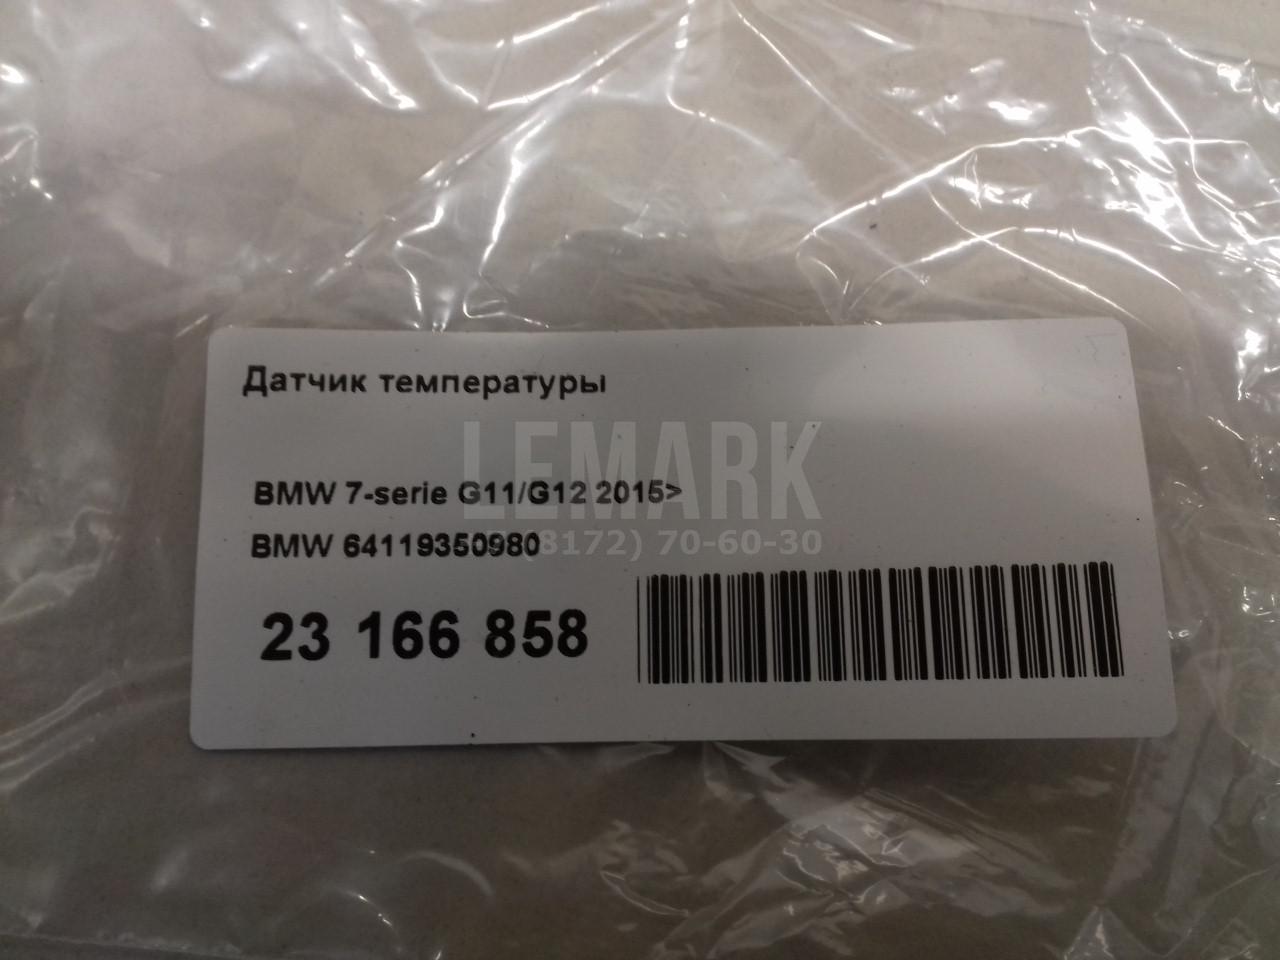 Датчик температуры
LEMARK
BMW 7-serie G11/G12 2015>
BMW 64119350980
(8172) 70-60-30
23 166 858